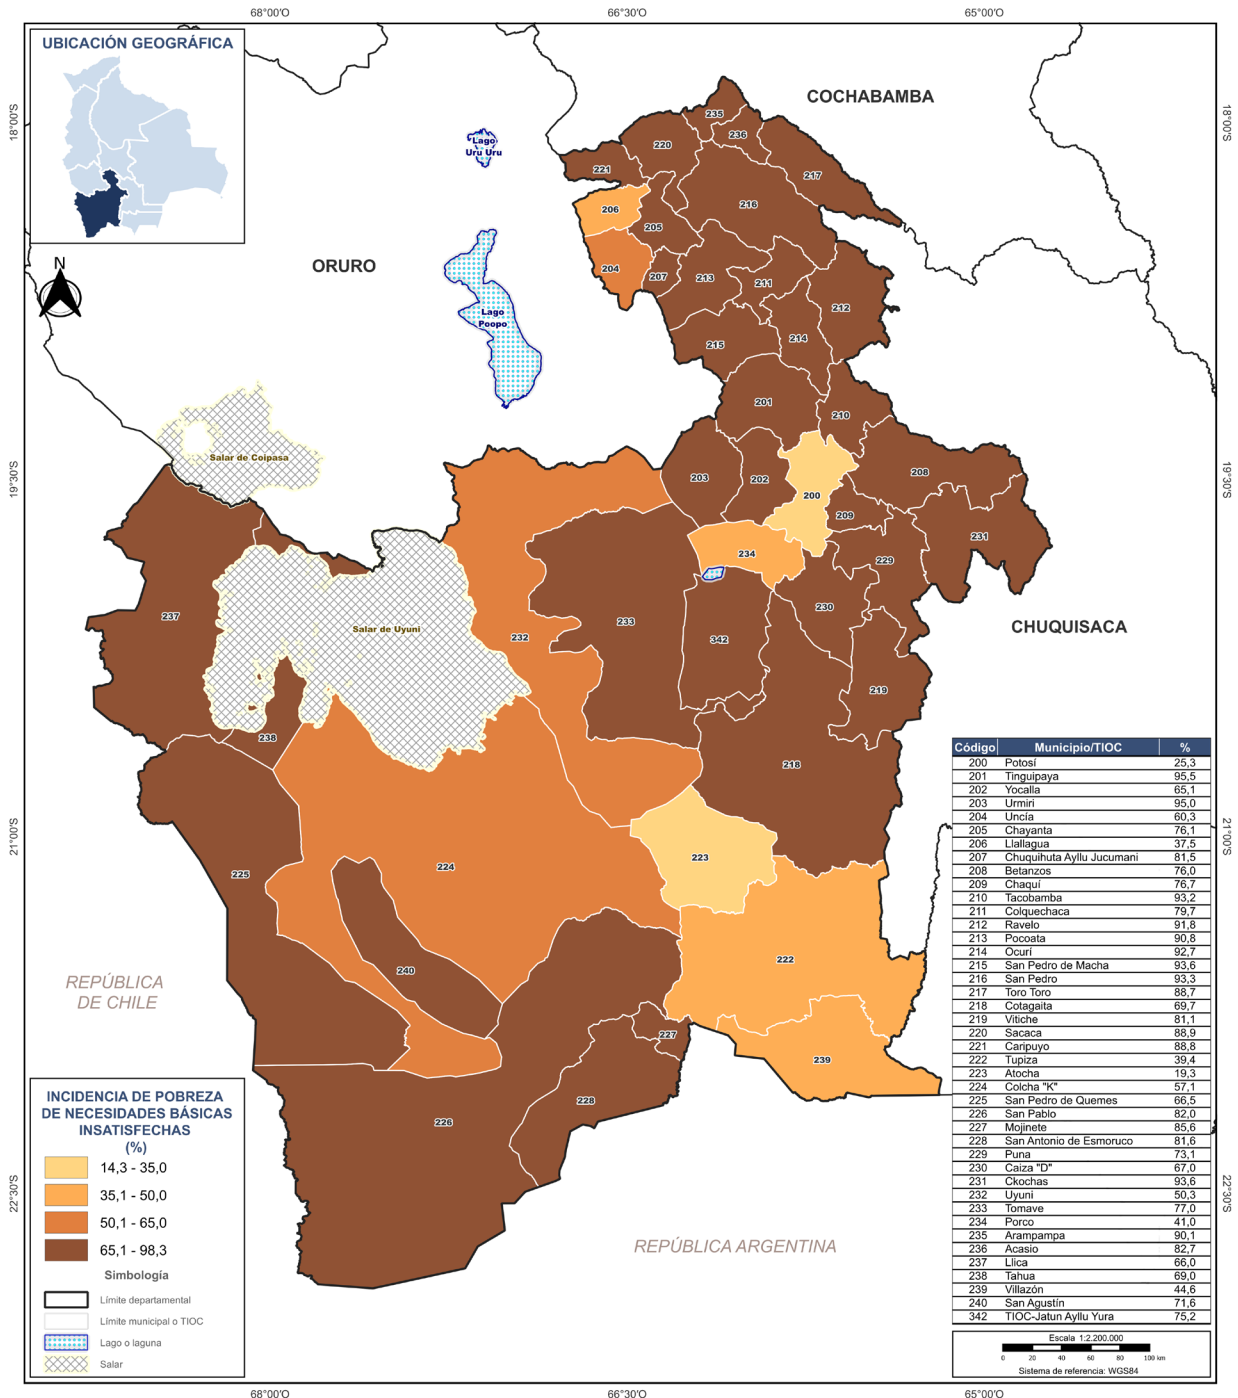 68°00'O 66°30'O 65°00'O
UBICACIÓN GEOGRÁFICA
COCHABAMBA
18°00'S 18°00'S
Lago
Uru Uru
235
236
220
221
217
206
216
205
ORURO
204
207
213
211
212
N
Lago
Poopo
214
215
201
210
Salar de Coipasa
19°30'S 19°30'S
203
202
208
200
209
231
234
229
237
230
233
Salar de Uyuni
232
342
CHUQUISACA
219
238
218
21°00'S 21°00'S
223
224
225
240
222
REPÚBLICA
DE CHILE
227
239
228
226
22°30'S 22°30'S
REPÚBLICA ARGENTINA
Código Municipio/TIOC %
200 Potosí 25,3
201 Tinguipaya 95,5
202 Yocalla 65,1
203 Urmiri 95,0
204 Uncía 60,3
205 Chayanta 76,1
206 Llallagua 37,5
207 Chuquihuta Ayllu Jucumani 81,5
208 Betanzos 76,0
209 Chaquí 76,7
210 Tacobamba 93,2
211 Colquechaca 79,7
212 Ravelo 91,8
213 Pocoata 90,8
214 Ocurí 92,7
215 San Pedro de Macha 93,6
216 San Pedro 93,3
217 Toro Toro 88,7
218 Cotagaita 69,7
219 Vitiche 81,1
220 Sacaca 88,9
221 Caripuyo 88,8
222 Tupiza 39,4
223 Atocha 19,3
224 Colcha "K" 57,1
225 San Pedro de Quemes 66,5
226 San Pablo 82,0
227 Mojinete 85,6
228 San Antonio de Esmoruco 81,6
229 Puna 73,1
230 Caiza "D" 67,0
231 Ckochas 93,6
232 Uyuni 50,3
233 Tomave 77,0
234 Porco 41,0
235 Arampampa 90,1
236 Acasio 82,7
237 Llica 66,0
238 Tahua 69,0
239 Villazón 44,6
240 San Agustín 71,6
342 TIOC-Jatun Ayllu Yura 75,2
INCIDENCIA DE POBREZA
DE NECESIDADES BÁSICAS
INSATISFECHAS
(%)
14,3 - 35,0
35,1 - 50,0
50,1 - 65,0
65,1 - 98,3
Simbología
Límite departamental
Límite municipal o TIOC
Lago o laguna
Salar
Escala 1:2.200.000
0 20 40 60 80 100 km
Sistema de referencia: WGS84
68°00'O 66°30'O 65°00'O